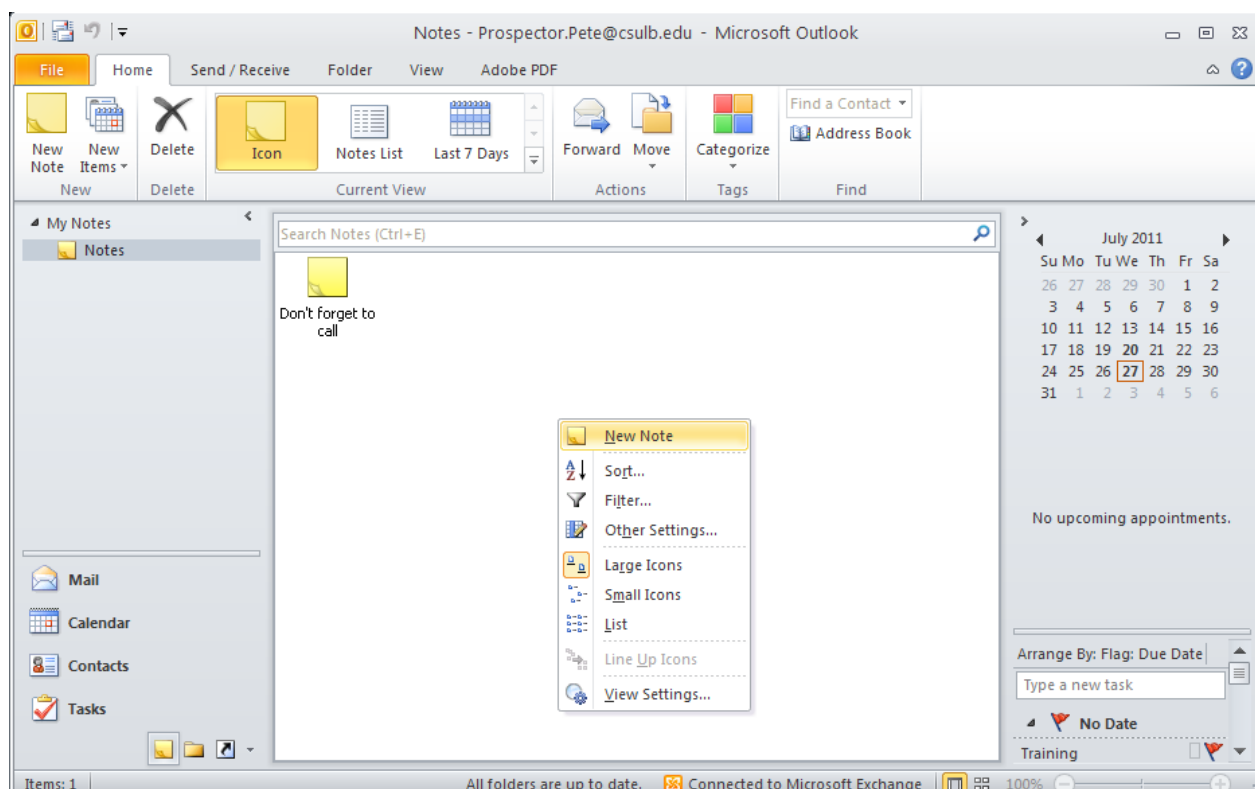 Notes - Prospector.Pete@csulb.edu - Microsoft Outlook
File Home Send / Receive Folder View Adobe PDF
New Note
New Items
Delete
Icon
Notes List
Last 7 Days
Forward
Move
Categorize
Find a Contact
Address Book
New Delete Current View Actions Tags Find
My Notes
Notes
Search Notes (Ctrl+E)
Don't forget to
call
New Note
Sort...
Filter...
Other Settings...
Large Icons
Small Icons
List
Line Up Icons
View Settings...
July 2011
Su Mo Tu We Th Fr Sa
26 27 28 29 30 1 2
3 4 5 6 7 8 9
10 11 12 13 14 15 16
17 18 19 20 21 22 23
24 25 26 27 28 29 30
31 1 2 3 4 5 6
No upcoming appointments.
Mail
Calendar
Contacts
Tasks
Arrange By: Flag: Due Date
Type a new task
No Date
Training
Items: 1 All folders are up to date. Connected to Microsoft Exchange 100%